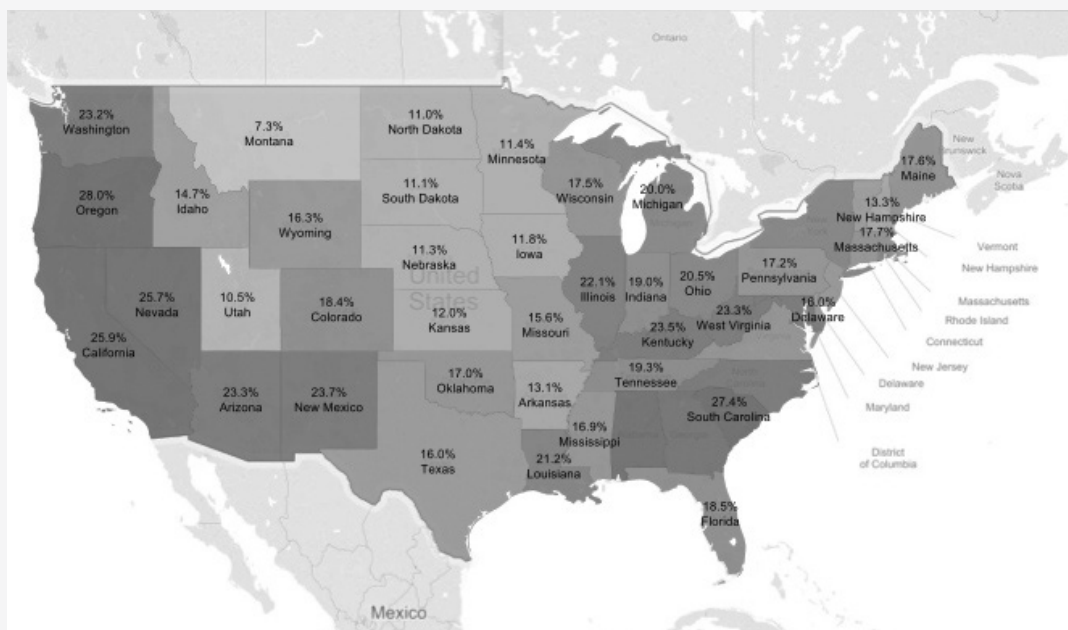 Ontario
23.2%
Washington
7.3%
Montana
11.0%
North Dakota
11.4%
Minnesota
New
Brunswick
Nova
Scotia
17.6%
Maine
28.0%
Oregon
14.7%
Idaho
11.1%
South Dakota
17.5%
Wisconsin
20.0%
Michigan
13.3%
New Hampshire
16.3%
Wyoming
17.7%
Massachusetts
Vermont
New Hampshire
11.3%
Nebraska
11.8%
Iowa
17.2%
Pennsylvania
United
States
25.7%
Nevada
10.5%
Utah
18.4%
Colorado
12.0%
Kansas
15.6%
Missouri
22.1%
Illinois
19.0%
Indiana
20.5%
Ohio
23.3%
West Virginia
Delaware
Massachusetts
Rhode Island
Connecticut
25.9%
California
23.5%
Kentucky
New Jersey
Delaware
Maryland
23.3%
Arizona
23.7%
New Mexico
17.0%
Oklahoma
13.1%
Arkansas
19.3%
Tennessee
27.4%
South Carolina
16.0%
Texas
21.2%
Louisiana
16.9%
Mississippi
District
of Columbia
18.5%
Florida
Mexico